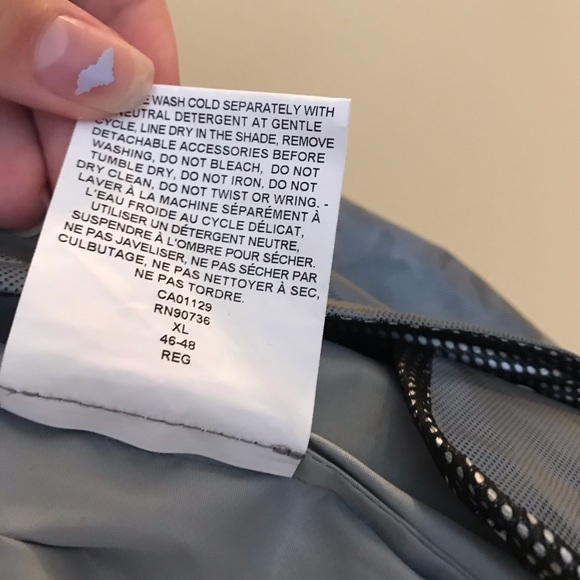 WASH COLD SEPARATELY WITH
NEUTRAL DETERGENT AT GENTLE
CYCLE, LINE DRY IN THE SHADE, REMOVE
DETACHABLE ACCESSORIES BEFORE
WASHING, DO NOT BLEACH, DO NOT
TUMBLE DRY, DO NOT IRON, DO NOT
DRY CLEAN, DO NOT TWIST OR WRING. -
LAVER À LA MACHINE SÉPARÉMENT À
L'EAU FROIDE AU CYCLE DÉLICAT,
UTILISER UN DÉTERGENT NEUTRE,
SUSPENDRE À L'OMBRE POUR SÉCHER.
NE PAS JAVELISER, NE PAS SÉCHER PAR
CULBUTAGE, NE PAS NETTOYER À SEC,
NE PAS TORDRE.
CA01129
RN90736
XL
46-48
REG